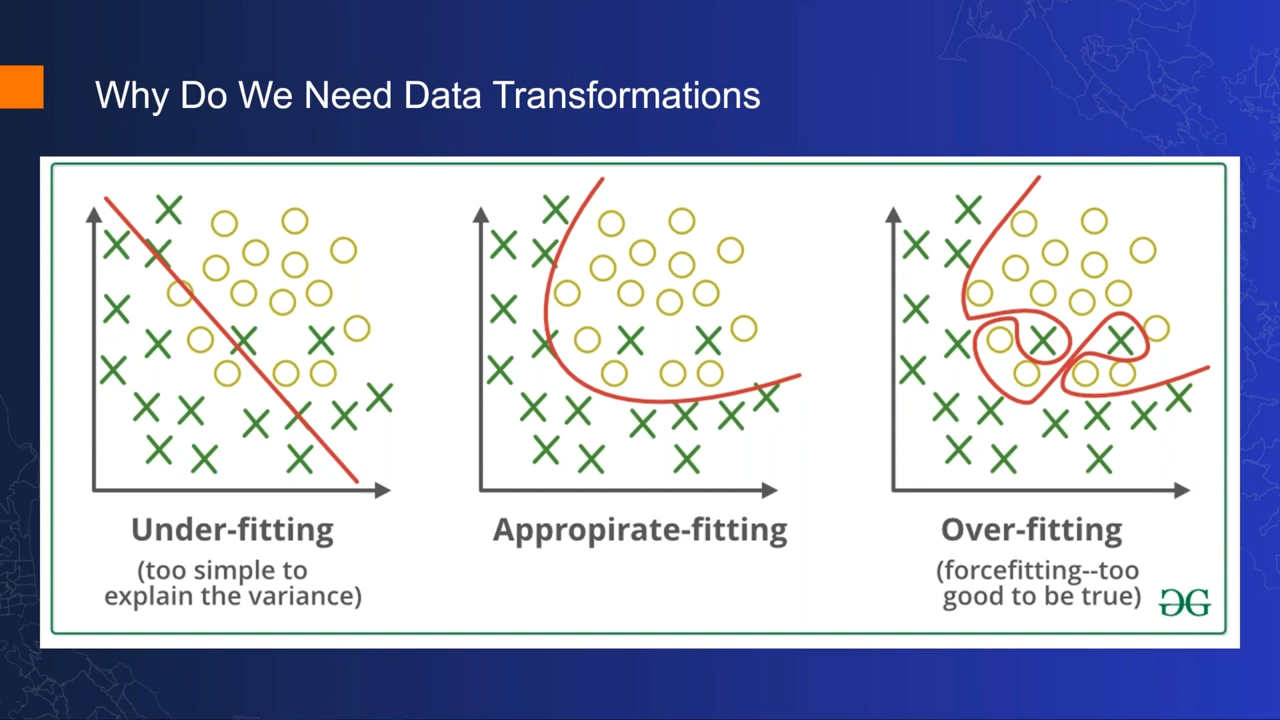 Why Do We Need Data Transformations
Under-fitting
(too simple to
explain the variance)
Appropirate-fitting
Over-fitting
(forcefitting--too
good to be true)